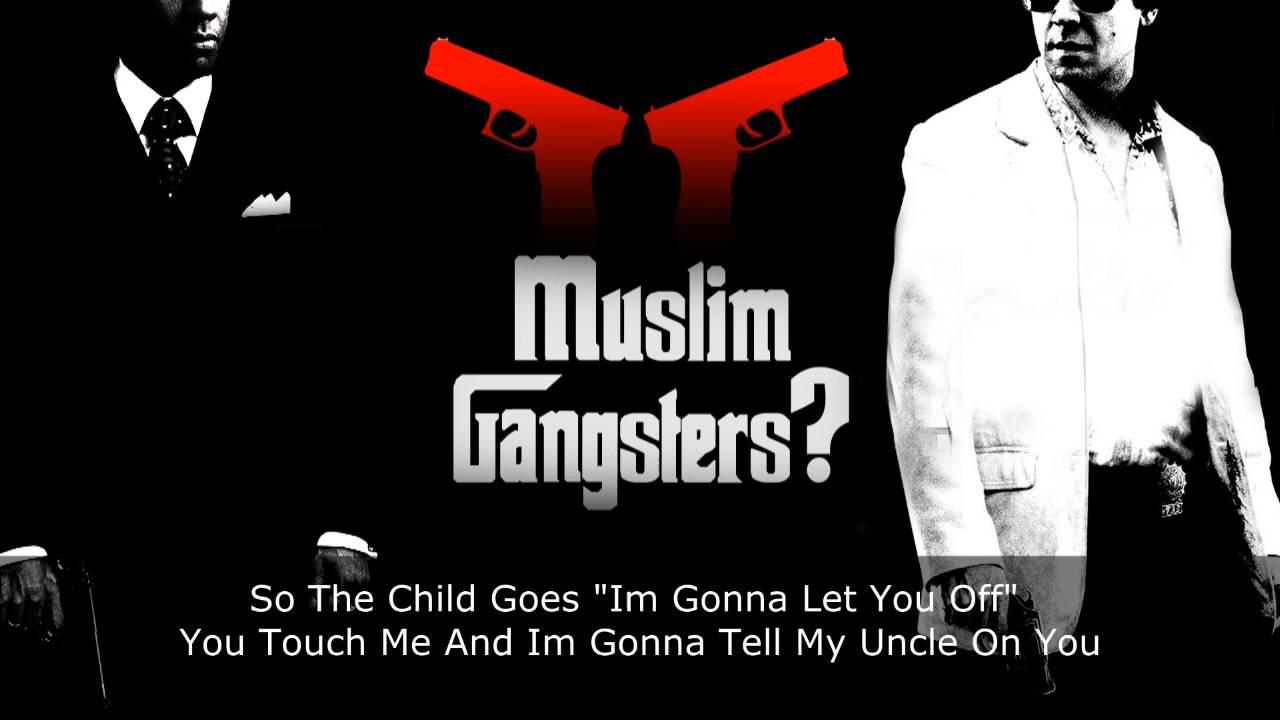 Muslim
Gangsters?
So The Child Goes "Im Gonna Let You Off"
You Touch Me And Im Gonna Tell My Uncle On You